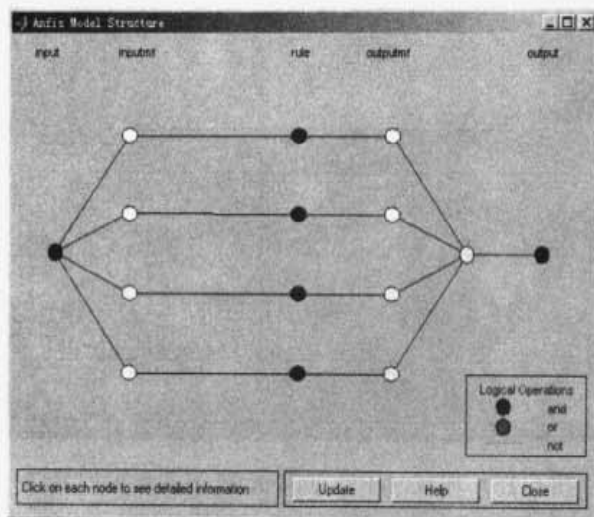 Anfis Model Structure
input inputmf rule outputmf output
Logical Operations
and
or
not
Click on each node to see detailed information
Update Help Close